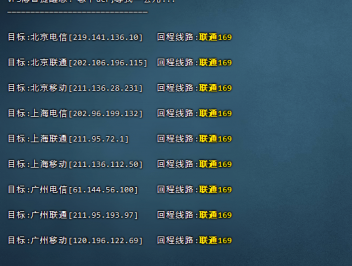 ------------------------------
目标:北京电信[219.141.136.10] 回程线路:联通169
目标:北京联通[202.106.196.115] 回程线路:联通169
目标:北京移动[211.136.28.231] 回程线路:联通169
目标:上海电信[202.96.199.132] 回程线路:联通169
目标:上海联通[211.95.72.1] 回程线路:联通169
目标:上海移动[211.136.112.50] 回程线路:联通169
目标:广州电信[61.144.56.100] 回程线路:联通169
目标:广州联通[211.95.193.97] 回程线路:联通169
目标:广州移动[120.196.122.69] 回程线路:联通169